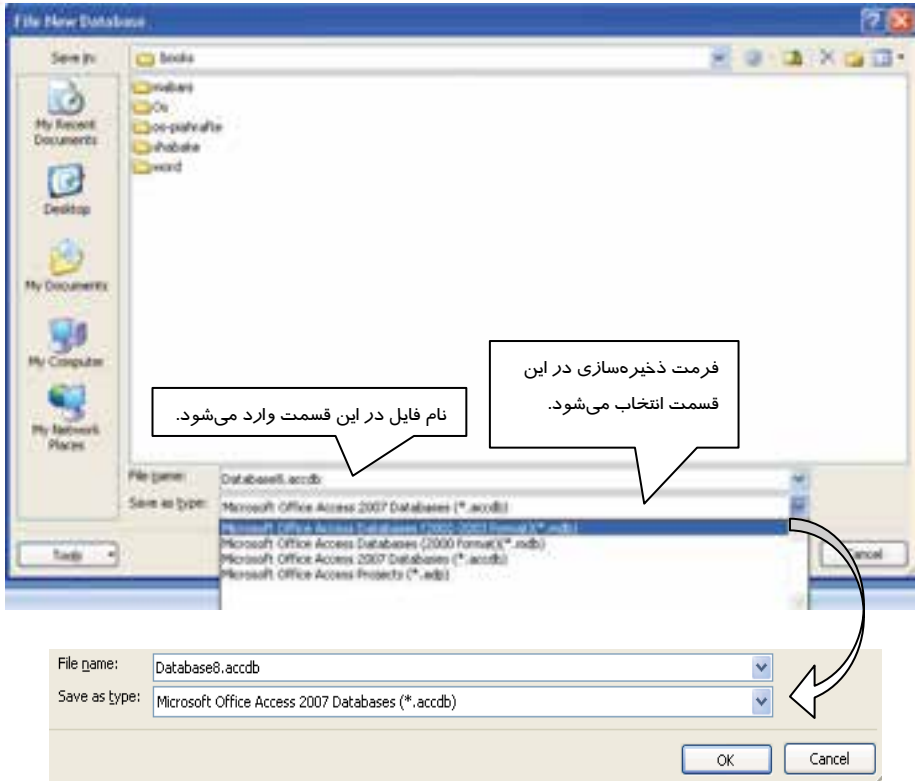 File New Database
Save in:
books
mabani
Os
os-pishrafte
shabake
word
My Recent
Documents
Desktop
My Documents
My Computer
My Network
Places
فرمت ذخیره‌سازی در این
قسمت انتخاب می‌شود.
نام فایل در این قسمت وارد می‌شود.
File name:
Database8.accdb
Save as type:
Microsoft Office Access 2007 Databases (*.accdb)
Microsoft Office Access Databases (2002-2003 format)(*.mdb)
Microsoft Office Access Databases (2000 format)(*.mdb)
Microsoft Office Access 2007 Databases (*.accdb)
Microsoft Office Access Projects (*.adp)
Tools
Cancel
File name:
Database8.accdb
Save as type:
Microsoft Office Access 2007 Databases (*.accdb)
OK
Cancel